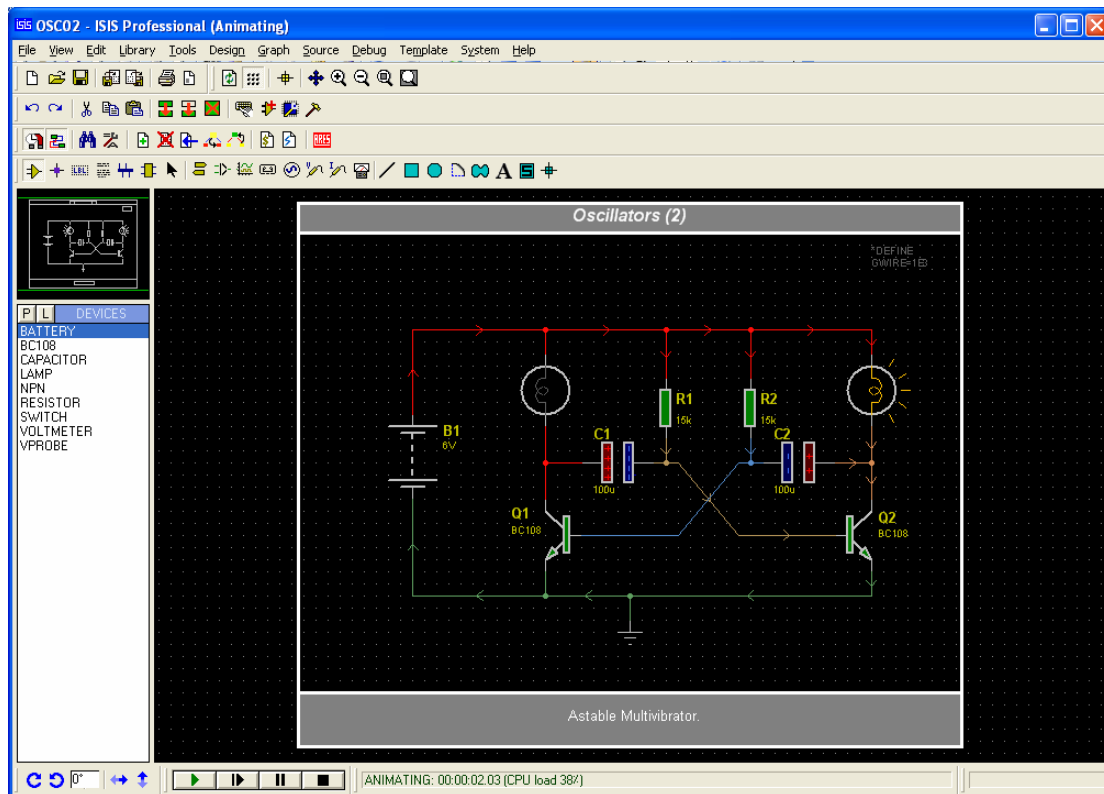 OSC02 - ISIS Professional (Animating)
File View Edit Library Tools Design Graph Source Debug Template System Help
ARES
LBL
A
Oscillators (2)
*DEFINE
GWIRE=1E3
P L DEVICES
BATTERY
BC108
CAPACITOR
LAMP
NPN
RESISTOR
SWITCH
VOLTMETER
VPROBE
R1
15k
R2
15k
B1
6V
C1
100u
C2
100u
Q1
BC108
Q2
BC108
Astable Multivibrator.
0°
ANIMATING: 00:00:02.03 (CPU load 38%)